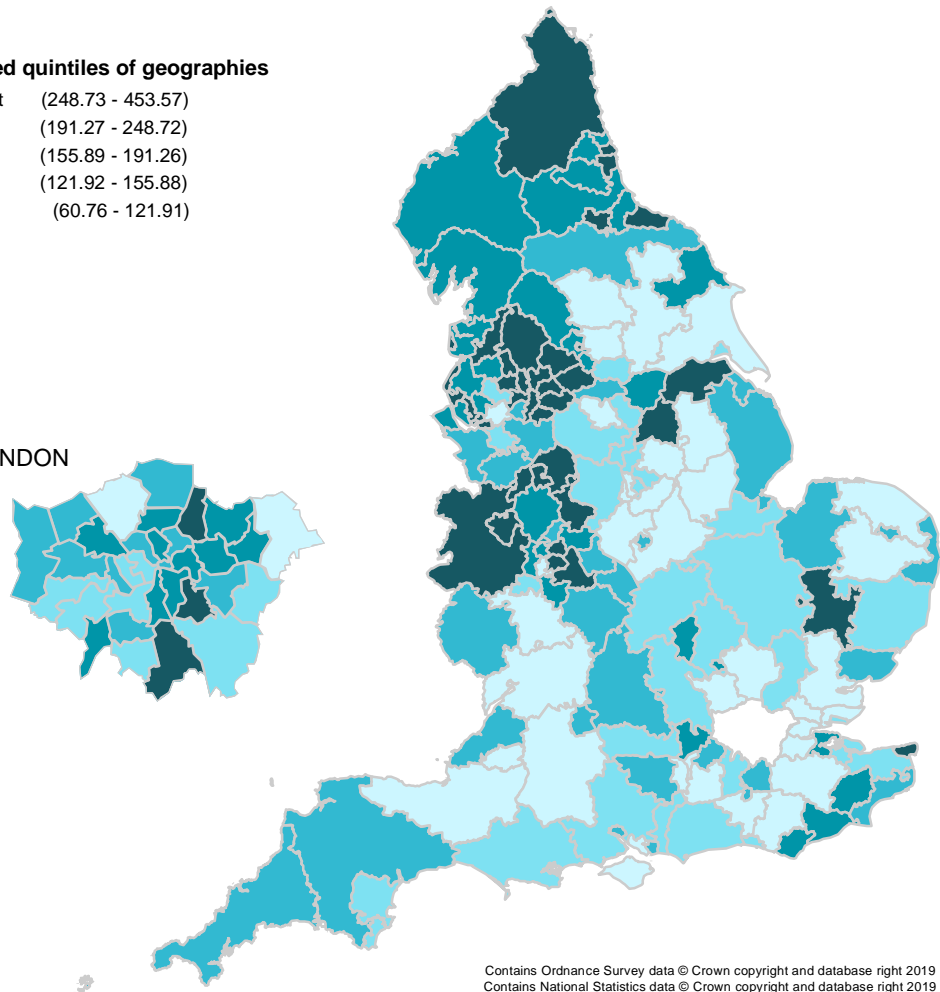 quintiles of geographies
(248.73 - 453.57)
(191.27 - 248.72)
(155.89 - 191.26)
(121.92 - 155.88)
(60.76 - 121.91)
Contains Ordnance Survey data © Crown copyright and database right 2019
Contains National Statistics data © Crown copyright and database right 2019